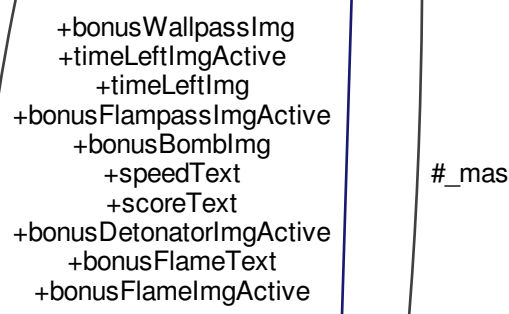 +bonusWallpassImg
+timeLeftImgActive
+timeLeftImg
+bonusFlampassImgActive
+bonusBombImg
+speedText
+scoreText
+bonusDetonatorImgActive
+bonusFlameText
+bonusFlameImgActive
#_mas